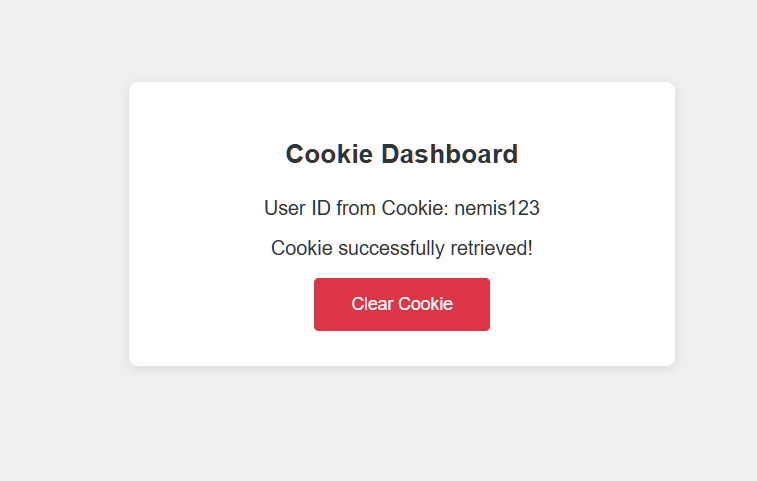 Cookie Dashboard
User ID from Cookie: nemis123
Cookie successfully retrieved!
Clear Cookie